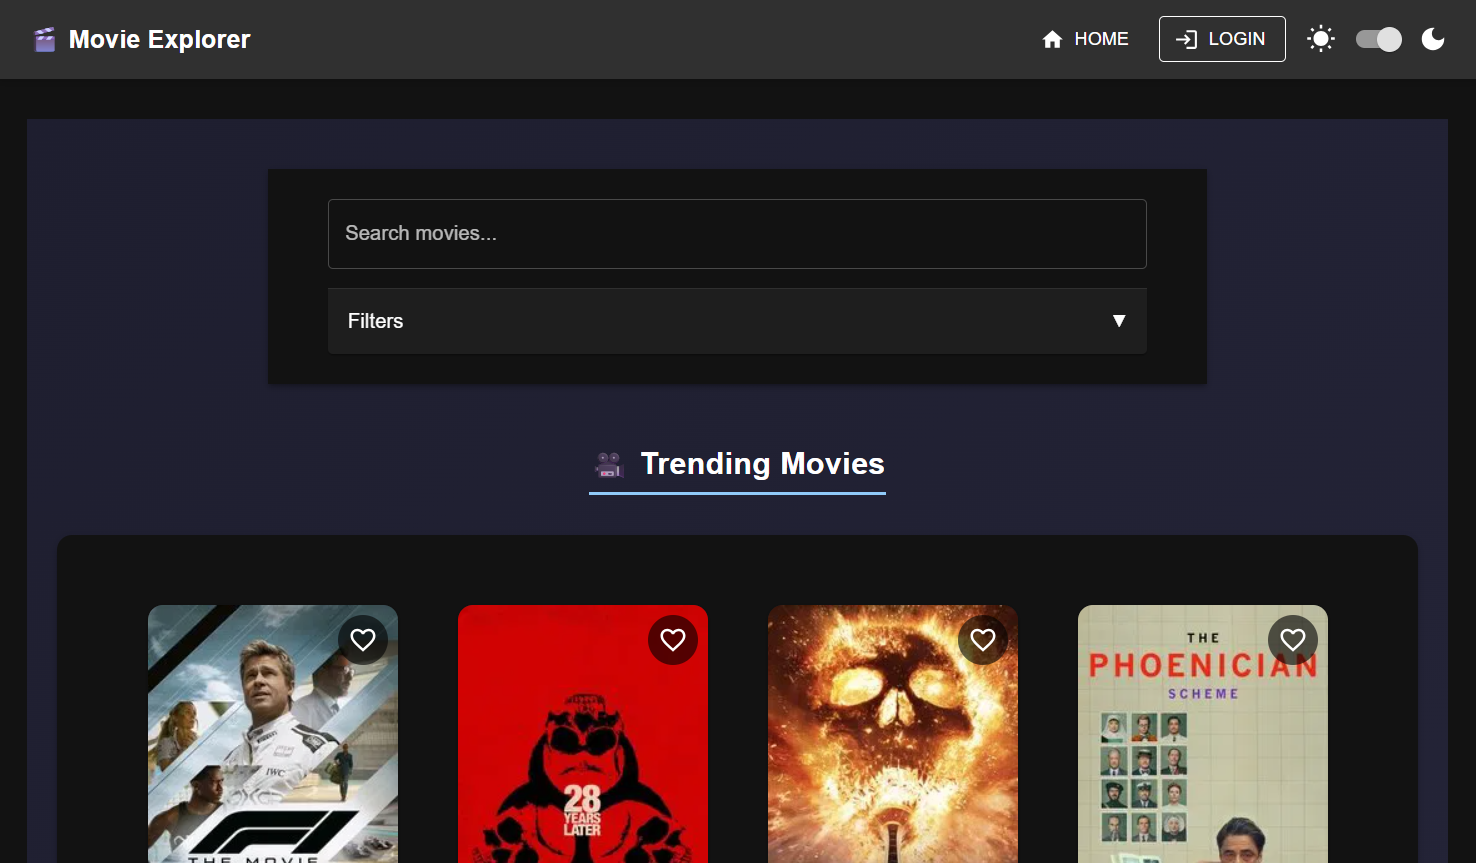 Movie Explorer
HOME
LOGIN
Search movies...
Filters
Trending Movies
IWC
THE MOVIE
28
YEARS
LATER
THE
PHOENICIAN
SCHEME